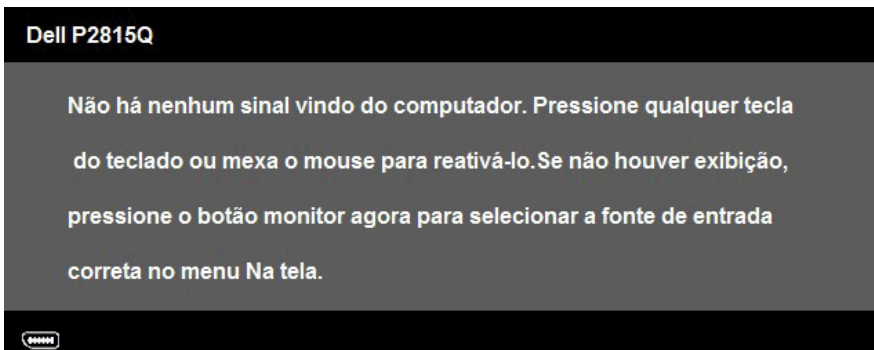 Dell P2815Q
Não há nenhum sinal vindo do computador. Pressione qualquer tecla
do teclado ou mexa o mouse para reativá-lo.Se não houver exibição,
pressione o botão monitor agora para selecionar a fonte de entrada
correta no menu Na tela.